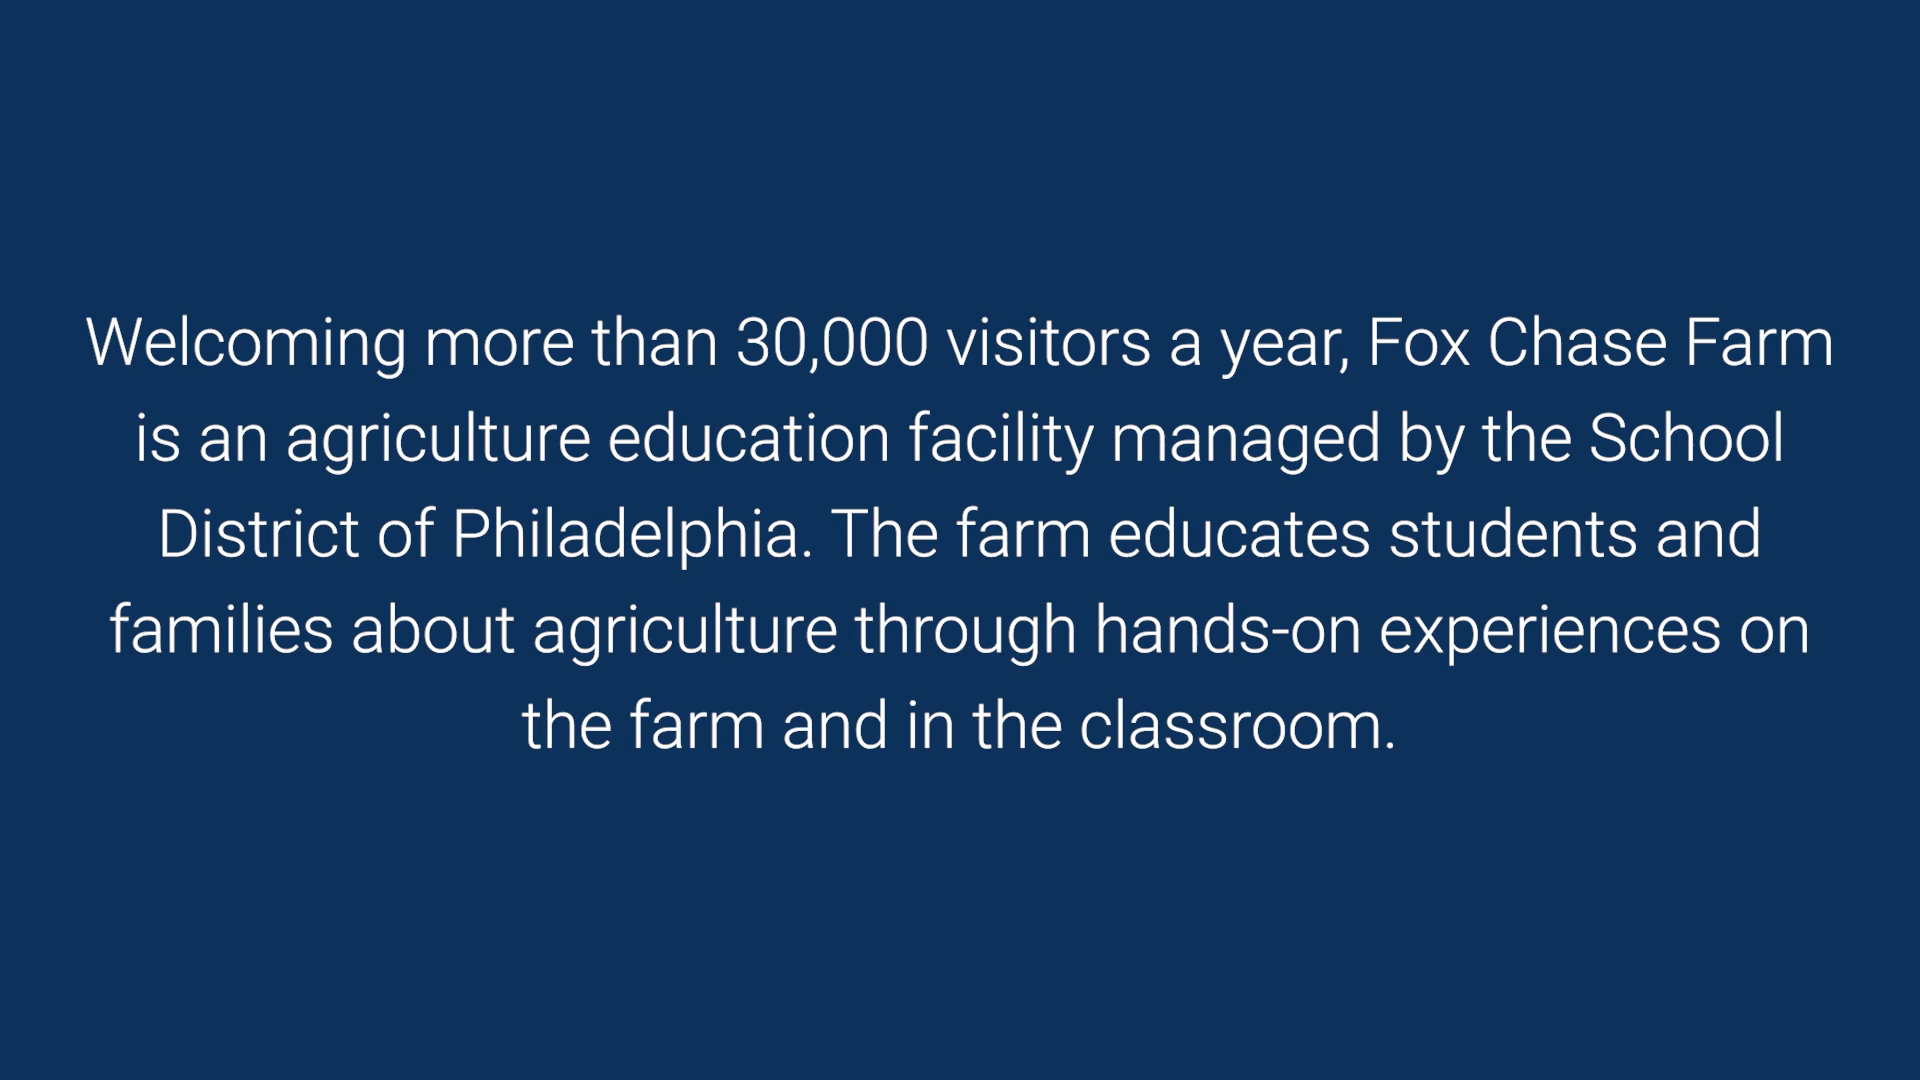 Welcoming more than 30,000 visitors a year, Fox Chase Farm
is an agriculture education facility managed by the School
District of Philadelphia. The farm educates students and
families about agriculture through hands-on experiences on
the farm and in the classroom.